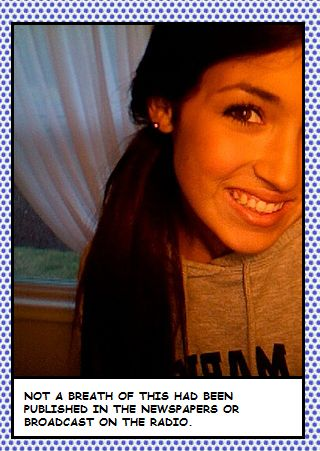 NOT A BREATH OF THIS HAD BEEN
PUBLISHED IN THE NEWSPAPERS OR
BROADCAST ON THE RADIO.